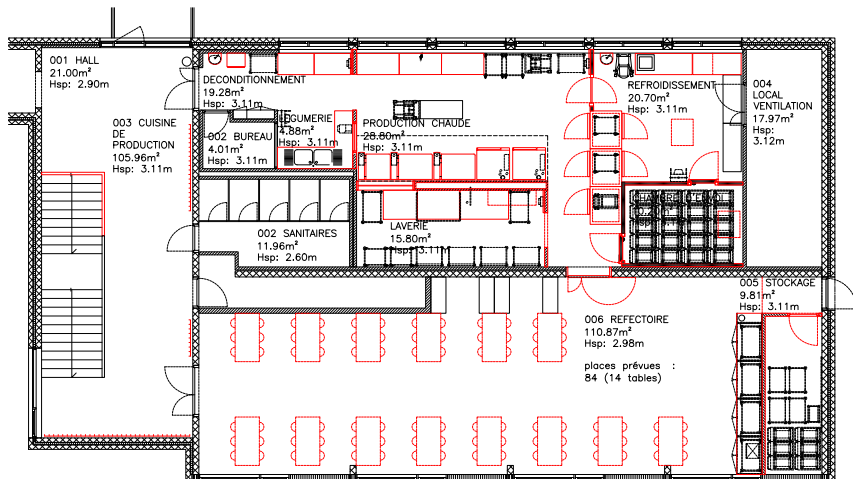 001 HALL
21.00m²
Hsp: 2.90m
003 CUISINE
DE
PRODUCTION
105.96m²
Hsp: 3.11m
DECONDITIONNEMENT
19.28m²
Hsp: 3.11m
LEGUMERIE
4.88m²
Hsp: 3.11m
002 BUREAU
4.01m²
Hsp: 3.11m
PRODUCTION CHAUDE
28.80m²
Hsp: 3.11m
REFROIDISSEMENT
20.70m²
Hsp: 3.11m
004
LOCAL
VENTILATION
17.97m²
Hsp:
3.12m
002 SANITAIRES
11.96m²
Hsp: 2.60m
LAVERIE
15.80m²
Hsp: 3.11m
005 STOCKAGE
9.81m²
Hsp: 3.11m
006 REFECTOIRE
110.87m²
Hsp: 2.98m
places prévues :
84 (14 tables)